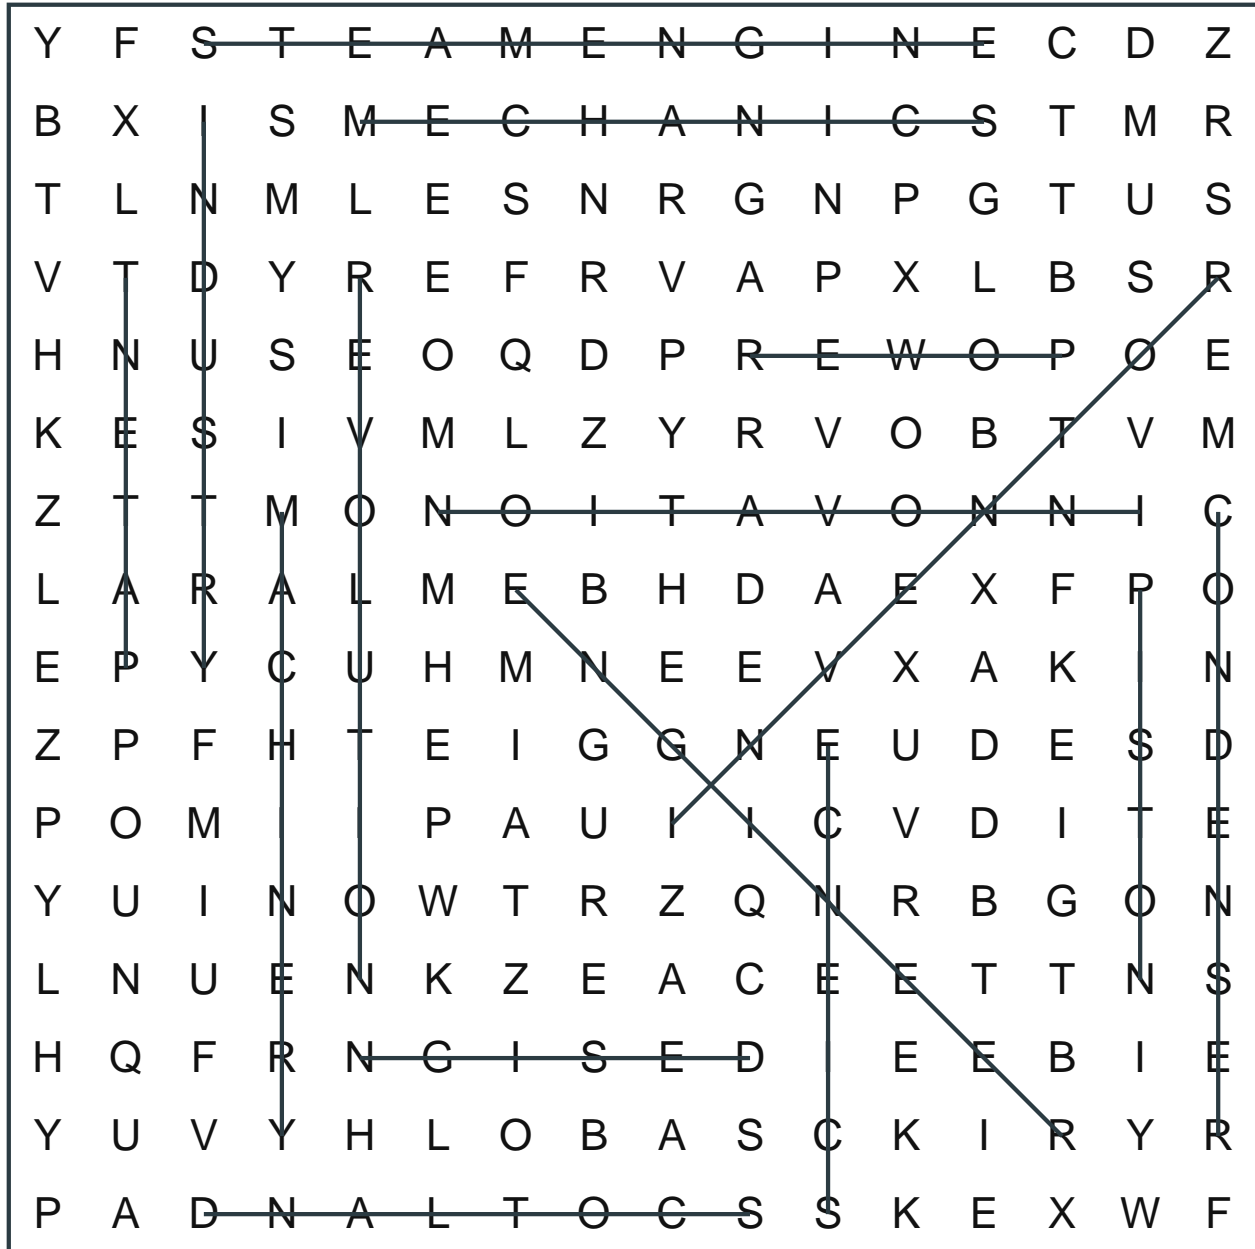 Y F S T E A M E N G I N E C D Z
B X I S M E C H A N I C S T M R
T L N M L E S N R G N P G T U S
V T D Y R E F R V A P X L B S R
H N U S E O Q D P R E W O P O E
K E S I V M L Z Y R V O B T V M
Z T T M O N O I T A V O N N I C
L A R A L M E B H D A E X F P O
E P Y C U H M N E E V X A K I N
Z P F H T E I G G N E U D E S D
P O M I I P A U I I C V D I T E
Y U I N O W T R Z Q N R B G O N
L N U E N K Z E A C E E T T N S
H Q F R N G I S E D I E E B I E
Y U V Y H L O B A S C K I R Y R
P A D N A L T O C S S K E X W F